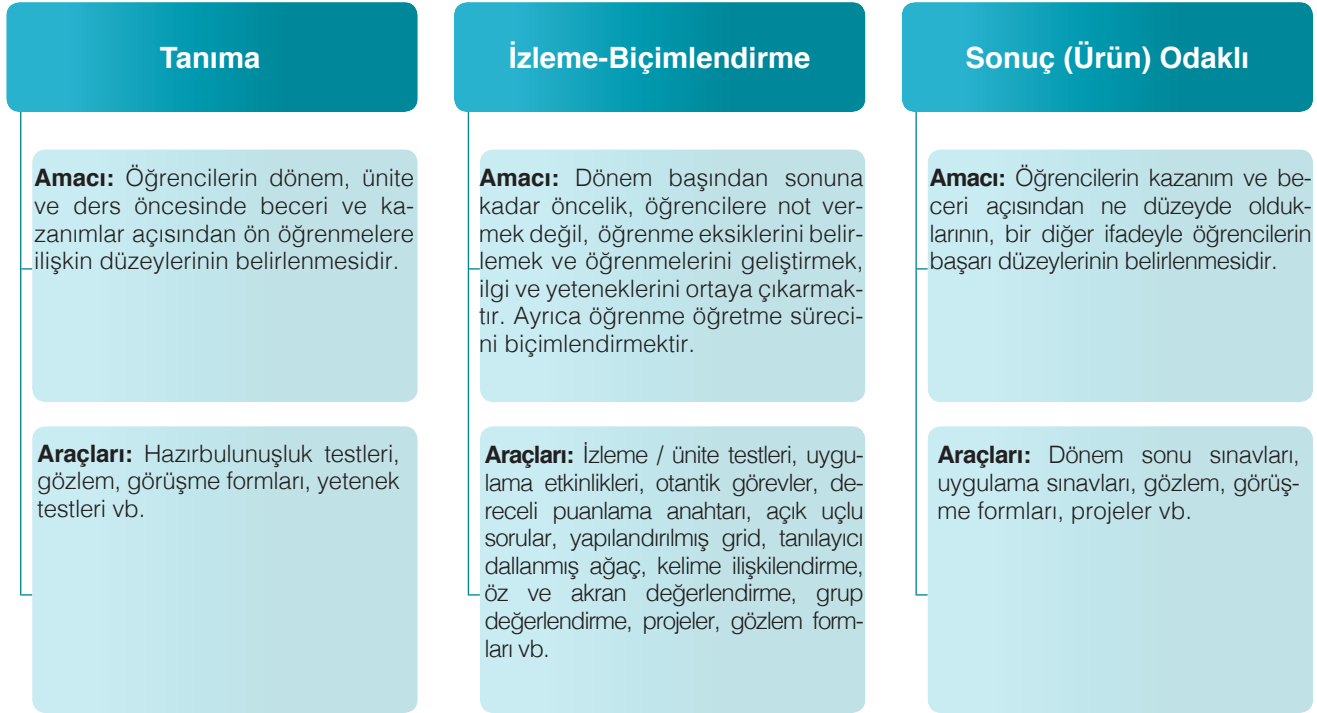 Tanıma
Amacı: Öğrencilerin dönem, ünite
ve ders öncesinde beceri ve ka-
zanımlar açısından ön öğrenmelere
ilişkin düzeylerinin belirlenmesidir.
Araçları: Hazırbulunuşluk testleri,
gözlem, görüşme formları, yetenek
testleri vb.
İzleme-Biçimlendirme
Amacı: Dönem başından sonuna
kadar öncelik, öğrencilere not ver-
mek değil, öğrenme eksiklerini belir-
lemek ve öğrenmelerini geliştirmek,
ilgi ve yeteneklerini ortaya çıkarmak-
tır. Ayrıca öğrenme öğretme süreci-
ni biçimlendirmektir.
Araçları: İzleme / ünite testleri, uygu-
lama etkinlikleri, otantik görevler, de-
receli puanlama anahtarı, açık uçlu
sorular, yapılandırılmış grid, tanılayıcı
dallanmış ağaç, kelime ilişkilendirme,
öz ve akran değerlendirme, grup
değerlendirme, projeler, gözlem form-
ları vb.
Sonuç (Ürün) Odaklı
Amacı: Öğrencilerin kazanım ve be-
ceri açısından ne düzeyde olduk-
larının, bir diğer ifadeyle öğrencilerin
başarı düzeylerinin belirlenmesidir.
Araçları: Dönem sonu sınavları,
uygulama sınavları, gözlem, görüş-
me formları, projeler vb.